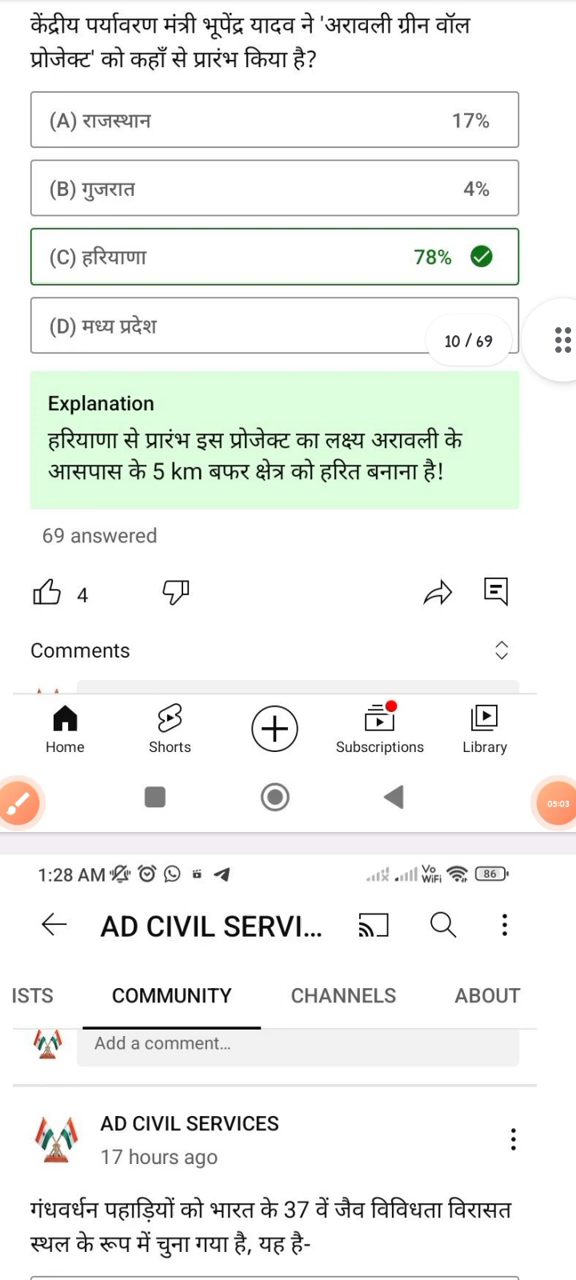 केंद्रीय पर्यावरण मंत्री भूपेंद्र यादव ने 'अरावली ग्रीन वॉल
प्रोजेक्ट' को कहाँ से प्रारंभ किया है?
(A) राजस्थान 17%
(B) गुजरात 4%
(C) हरियाणा 78%
(D) मध्य प्रदेश
10 / 69
Explanation
हरियाणा से प्रारंभ इस प्रोजेक्ट का लक्ष्य अरावली के
आसपास के 5 km बफर क्षेत्र को हरित बनाना है!
69 answered
4
Comments
Home Shorts Subscriptions Library
05:03
1:28 AM Vo WiFi 86
AD CIVIL SERVI...
ISTS COMMUNITY CHANNELS ABOUT
Add a comment...
AD CIVIL SERVICES
17 hours ago
गंधवर्धन पहाड़ियों को भारत के 37 वें जैव विविधता विरासत
स्थल के रूप में चुना गया है, यह है-